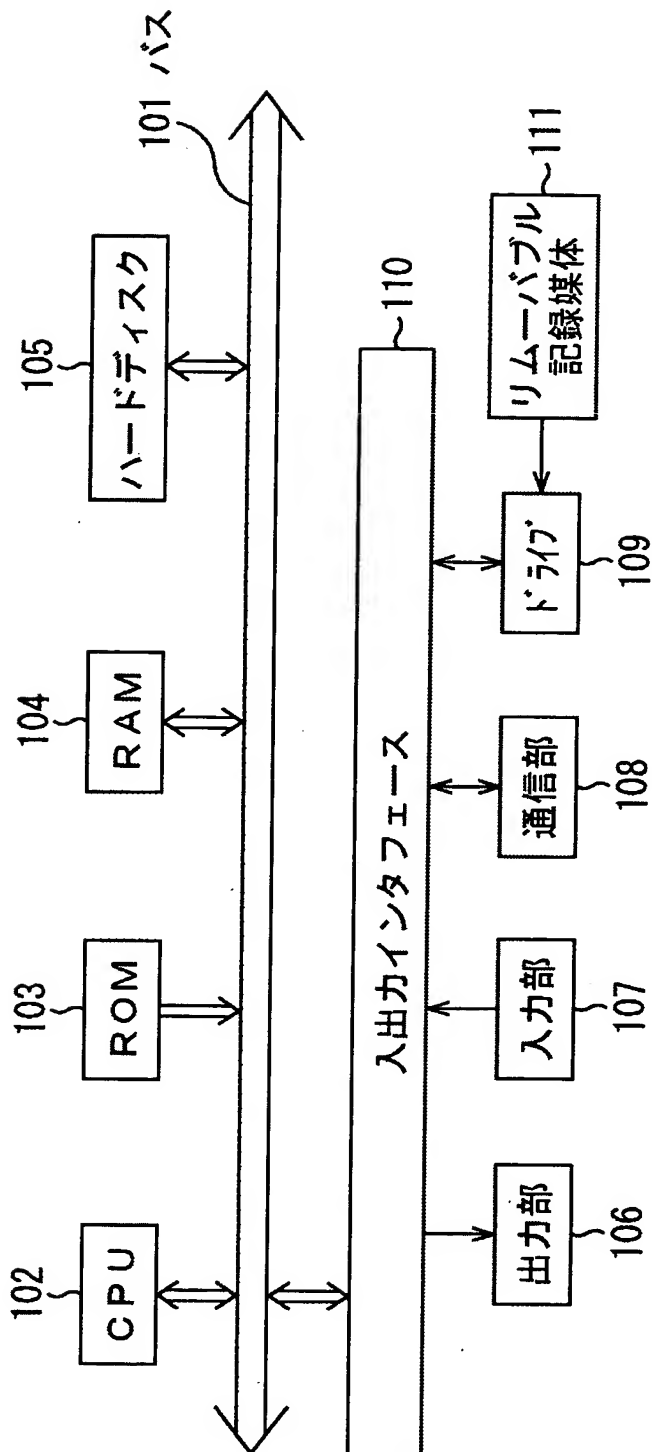 101 バス
102
CPU
103
ROM
104
RAM
105
ハードディスク
110
入出力インタフェース
出力部
106
入力部
107
通信部
108
ドライブ
109
リムーバブル
記録媒体
111